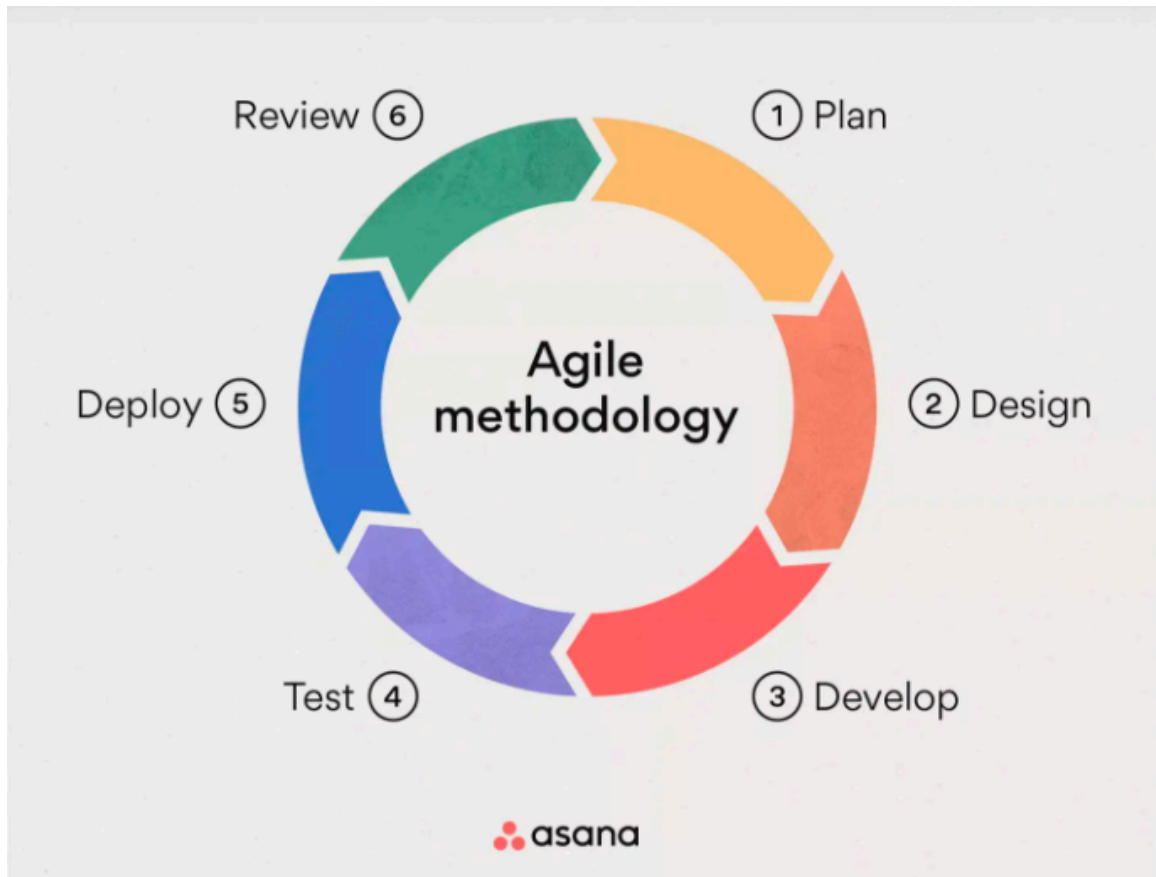 Review 6
1 Plan
Agile
methodology
Deploy 5
2 Design
Test 4
3 Develop
asana